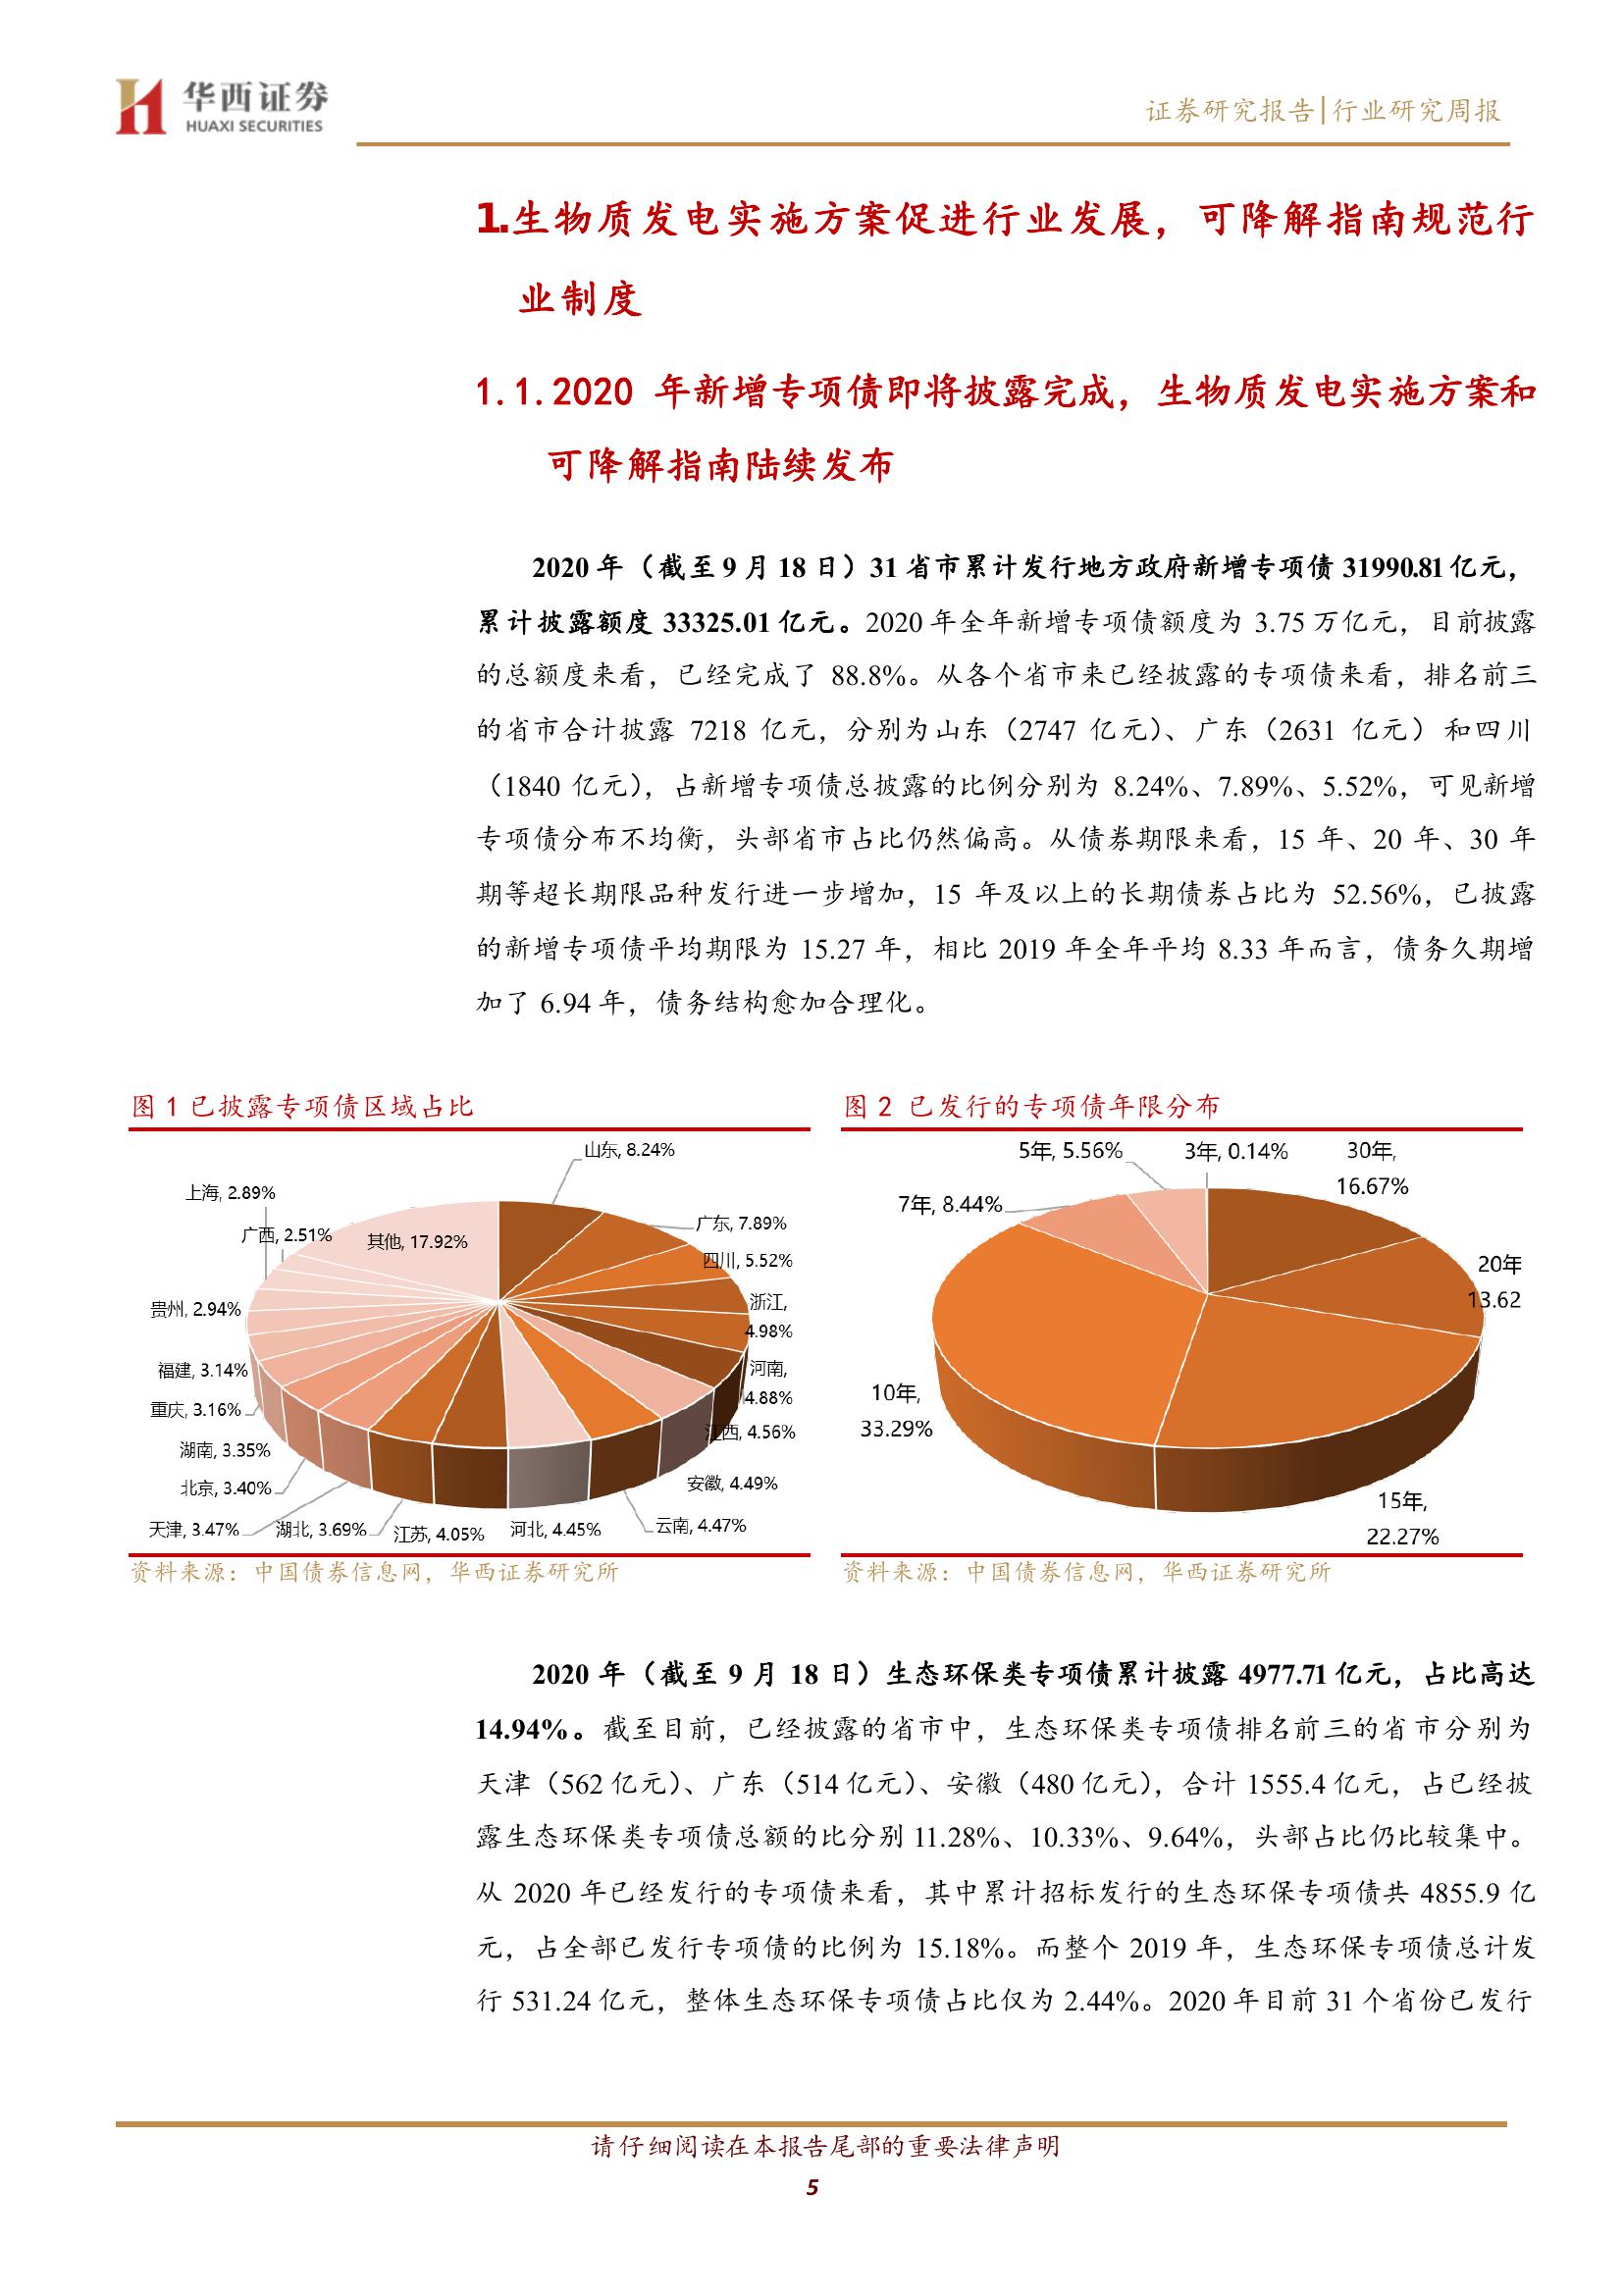 华西证券
HUAXI SECURITIES
证券研究报告|行业研究周报
1.生物质发电实施方案促进行业发展，可降解指南规范行
业制度
1.1.2020 年新增专项债即将披露完成，生物质发电实施方案和
可降解指南陆续发布
2020 年（截至 9 月 18 日）31 省市累计发行地方政府新增专项债 31990.81 亿元，
累计披露额度 33325.01 亿元。2020 年全年新增专项债额度为 3.75 万亿元，目前披露
的总额度来看，已经完成了 88.8%。从各个省市来已经披露的专项债来看，排名前三
的省市合计披露 7218 亿元，分别为山东（2747 亿元）、广东（2631 亿元）和四川
（1840 亿元），占新增专项债总披露的比例分别为 8.24%、7.89%、5.52%，可见新增
专项债分布不均衡，头部省市占比仍然偏高。从债券期限来看，15 年、20 年、30 年
期等超长期限品种发行进一步增加，15 年及以上的长期债券占比为 52.56%，已披露
的新增专项债平均期限为 15.27 年，相比 2019 年全年平均 8.33 年而言，债务久期增
加了 6.94 年，债务结构愈加合理化。
图 1 已披露专项债区域占比
山东, 8.24%
广东, 7.89%
四川, 5.52%
浙江,
4.98%
河南,
4.88%
江西, 4.56%
安徽, 4.49%
云南, 4.47%
河北, 4.45%
江苏, 4.05%
湖北, 3.69%
天津, 3.47%
北京, 3.40%
湖南, 3.35%
重庆, 3.16%
福建, 3.14%
贵州, 2.94%
上海, 2.89%
广西, 2.51%
其他, 17.92%
资料来源：中国债券信息网，华西证券研究所
图 2 已发行的专项债年限分布
3年, 0.14%
30年,
16.67%
20年
13.62
15年,
22.27%
10年,
33.29%
7年, 8.44%
5年, 5.56%
资料来源：中国债券信息网，华西证券研究所
2020 年（截至 9 月 18 日）生态环保类专项债累计披露 4977.71 亿元，占比高达
14.94%。截至目前，已经披露的省市中，生态环保类专项债排名前三的省市分别为
天津（562 亿元）、广东（514 亿元）、安徽（480 亿元），合计 1555.4 亿元，占已经披
露生态环保类专项债总额的比分别 11.28%、10.33%、9.64%，头部占比仍比较集中。
从 2020 年已经发行的专项债来看，其中累计招标发行的生态环保专项债共 4855.9 亿
元，占全部已发行专项债的比例为 15.18%。而整个 2019 年，生态环保专项债总计发
行 531.24 亿元，整体生态环保专项债占比仅为 2.44%。2020 年目前 31 个省份已发行
请仔细阅读在本报告尾部的重要法律声明
5